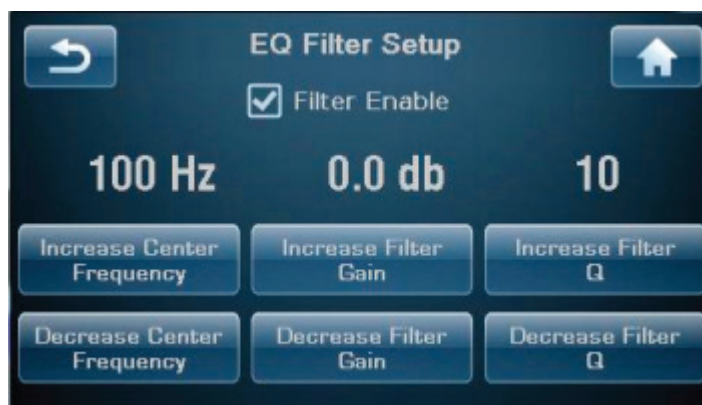 EQ Filter Setup
Filter Enable
100 Hz
0.0 db
10
Increase Center
Frequency
Increase Filter
Gain
Increase Filter
Q
Decrease Center
Frequency
Decrease Filter
Gain
Decrease Filter
Q